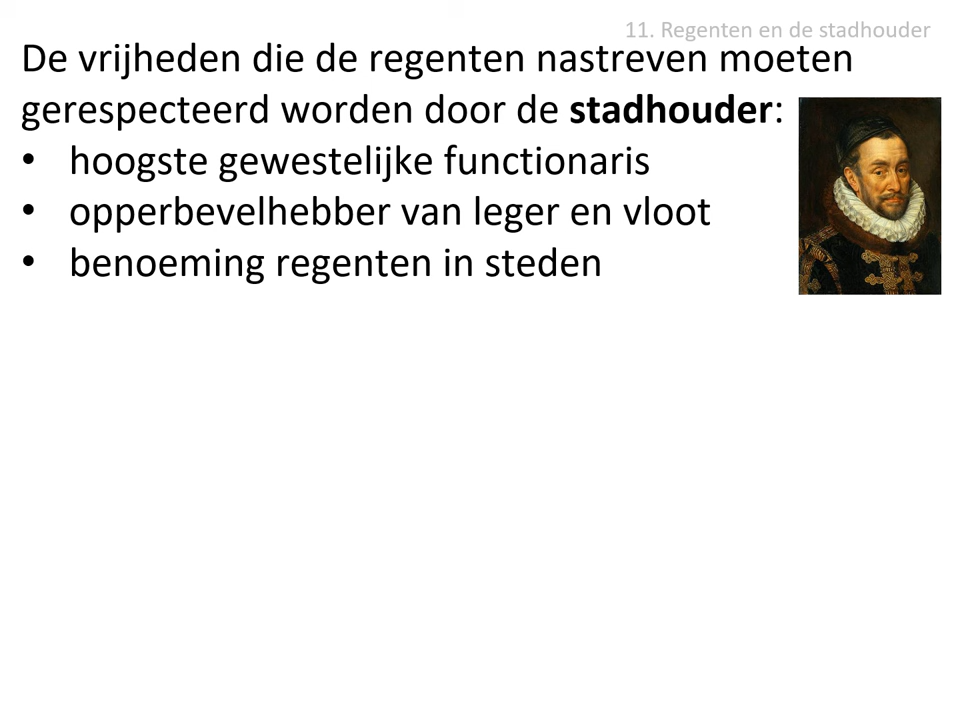 11. Regenten en de stadhouder
De vrijheden die de regenten nastreven moeten
gerespecteerd worden door de stadhouder:
• hoogste gewestelijke functionaris
• opperbevelhebber van leger en vloot
• benoeming regenten in steden